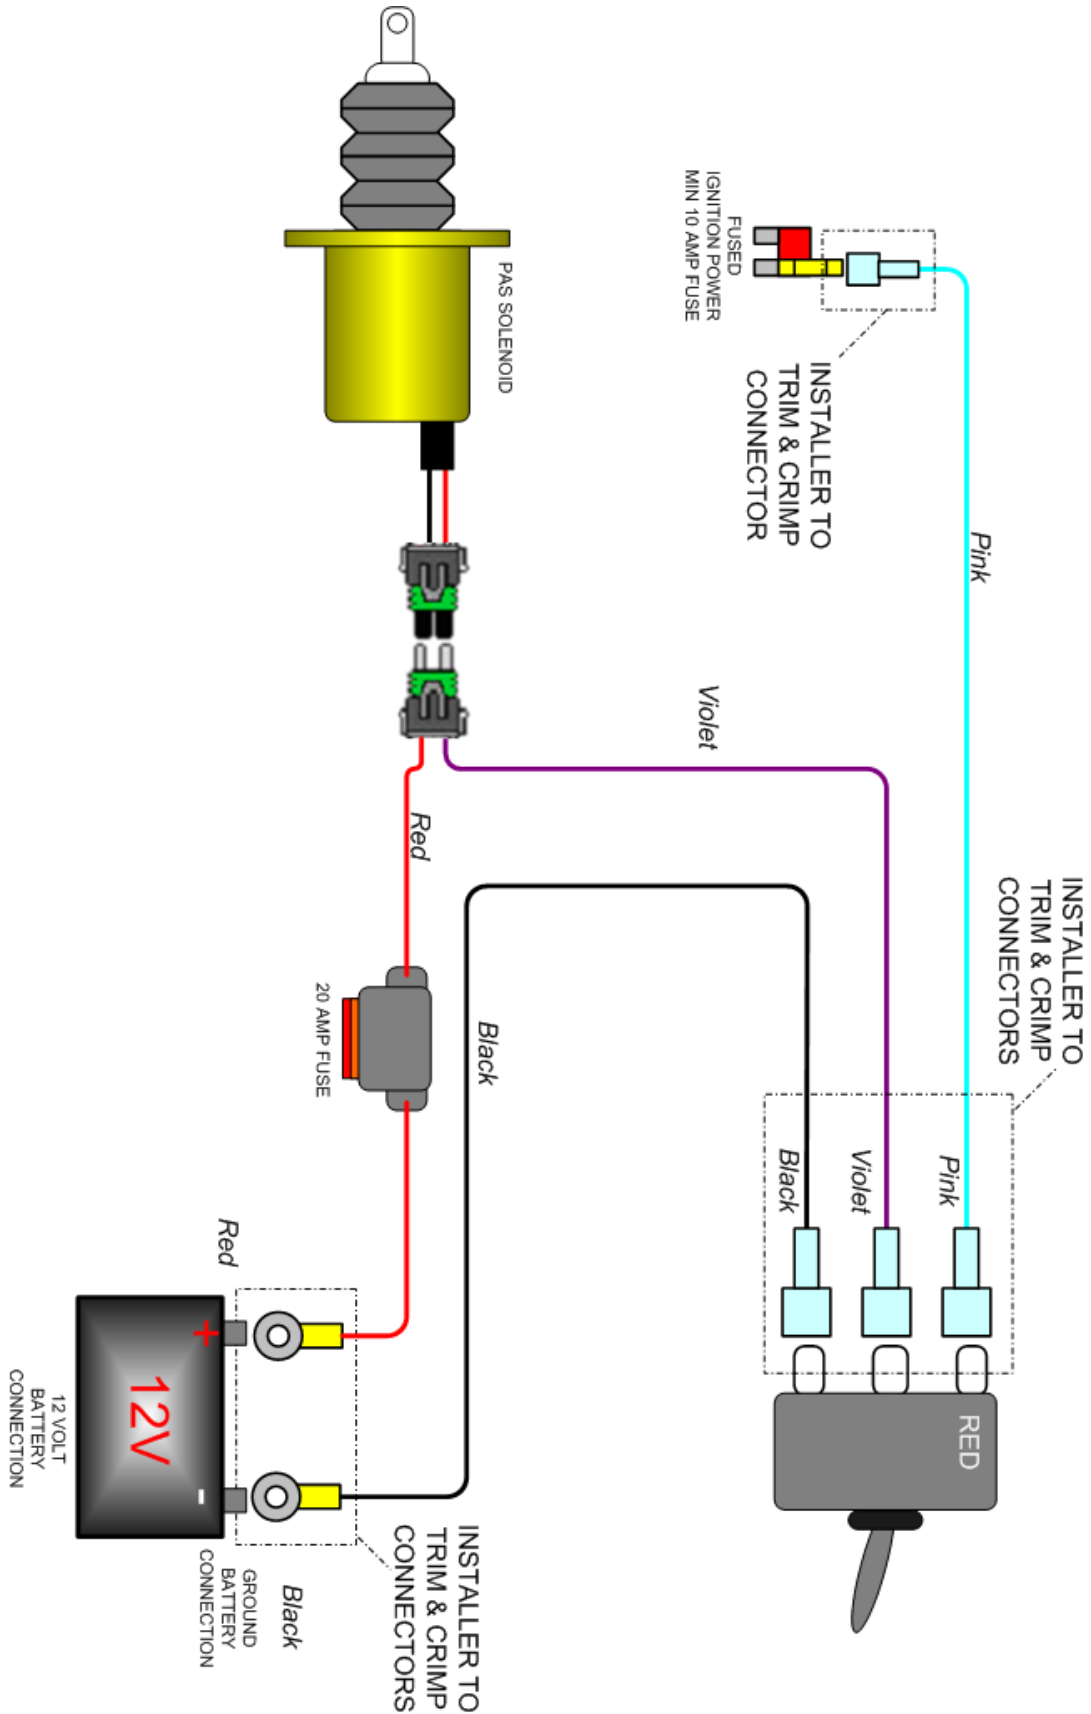 PAS SOLENOID
FUSED
IGNITION POWER
MIN 10 AMP FUSE
INSTALLER TO
TRIM & CRIMP
CONNECTOR
Pink
Violet
Red
20 AMP FUSE
Black
INSTALLER TO
TRIM & CRIMP
CONNECTORS
Pink
Violet
Black
RED
Red
+
12V
-
12 VOLT
BATTERY
CONNECTION
GROUND
BATTERY
CONNECTION
Black
INSTALLER TO
TRIM & CRIMP
CONNECTORS